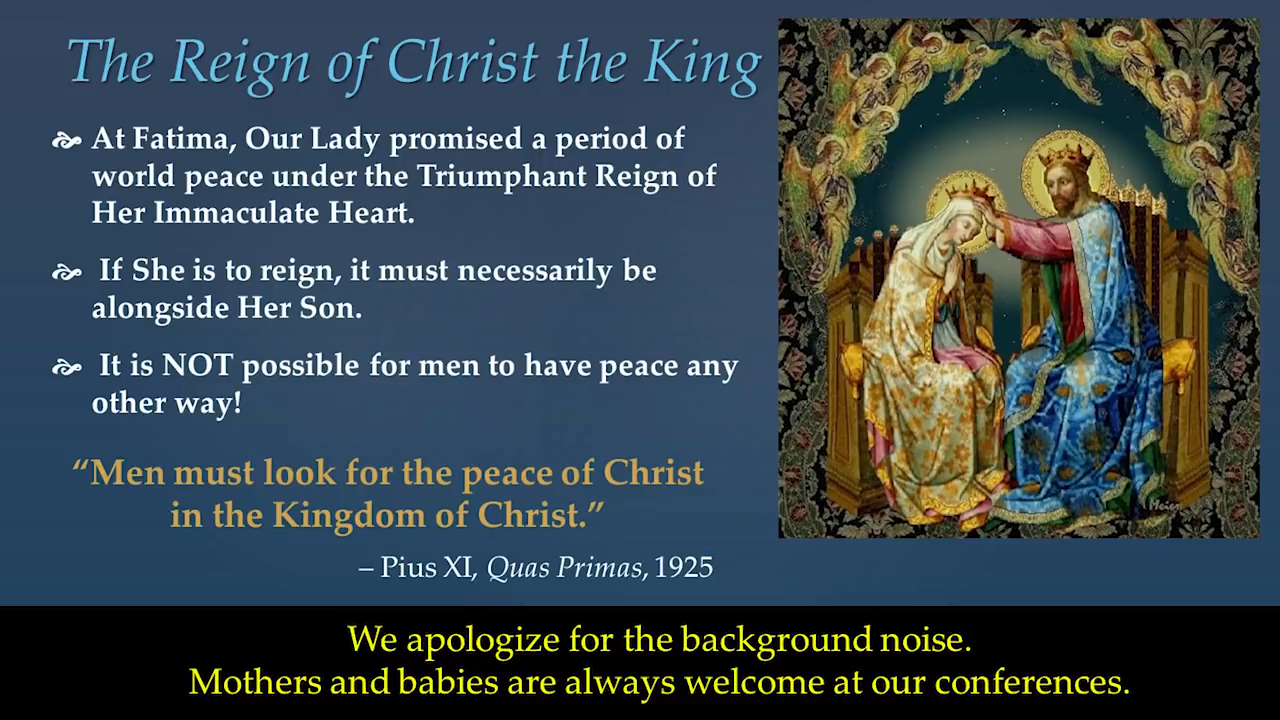 The Reign of Christ the King
At Fatima, Our Lady promised a period of
world peace under the Triumphant Reign of
Her Immaculate Heart.
If She is to reign, it must necessarily be
alongside Her Son.
It is NOT possible for men to have peace any
other way!
“Men must look for the peace of Christ
in the Kingdom of Christ.”
– Pius XI, Quas Primas, 1925
Meier
We apologize for the background noise.
Mothers and babies are always welcome at our conferences.